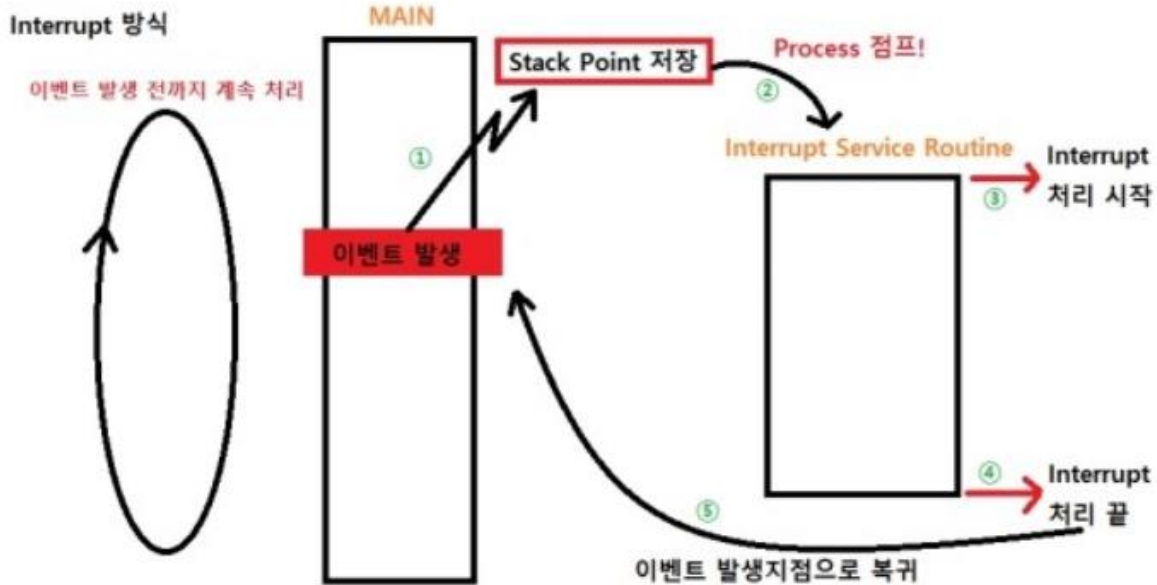 Interrupt 방식
MAIN
이벤트 발생 전까지 계속 처리
Stack Point 저장
Process 점프!
①
②
Interrupt Service Routine
Interrupt
처리 시작
③
이벤트 발생
④
Interrupt
처리 끝
⑤
이벤트 발생지점으로 복귀